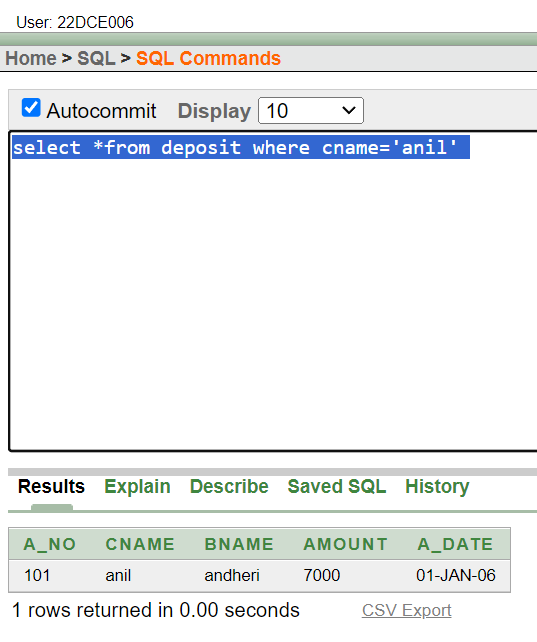 User: 22DCE006
Home > SQL > SQL Commands
Autocommit Display 10
select *from deposit where cname='anil'
Results Explain Describe Saved SQL History
A_NO CNAME BNAME AMOUNT A_DATE
101 anil andheri 7000 01-JAN-06
1 rows returned in 0.00 seconds CSV Export